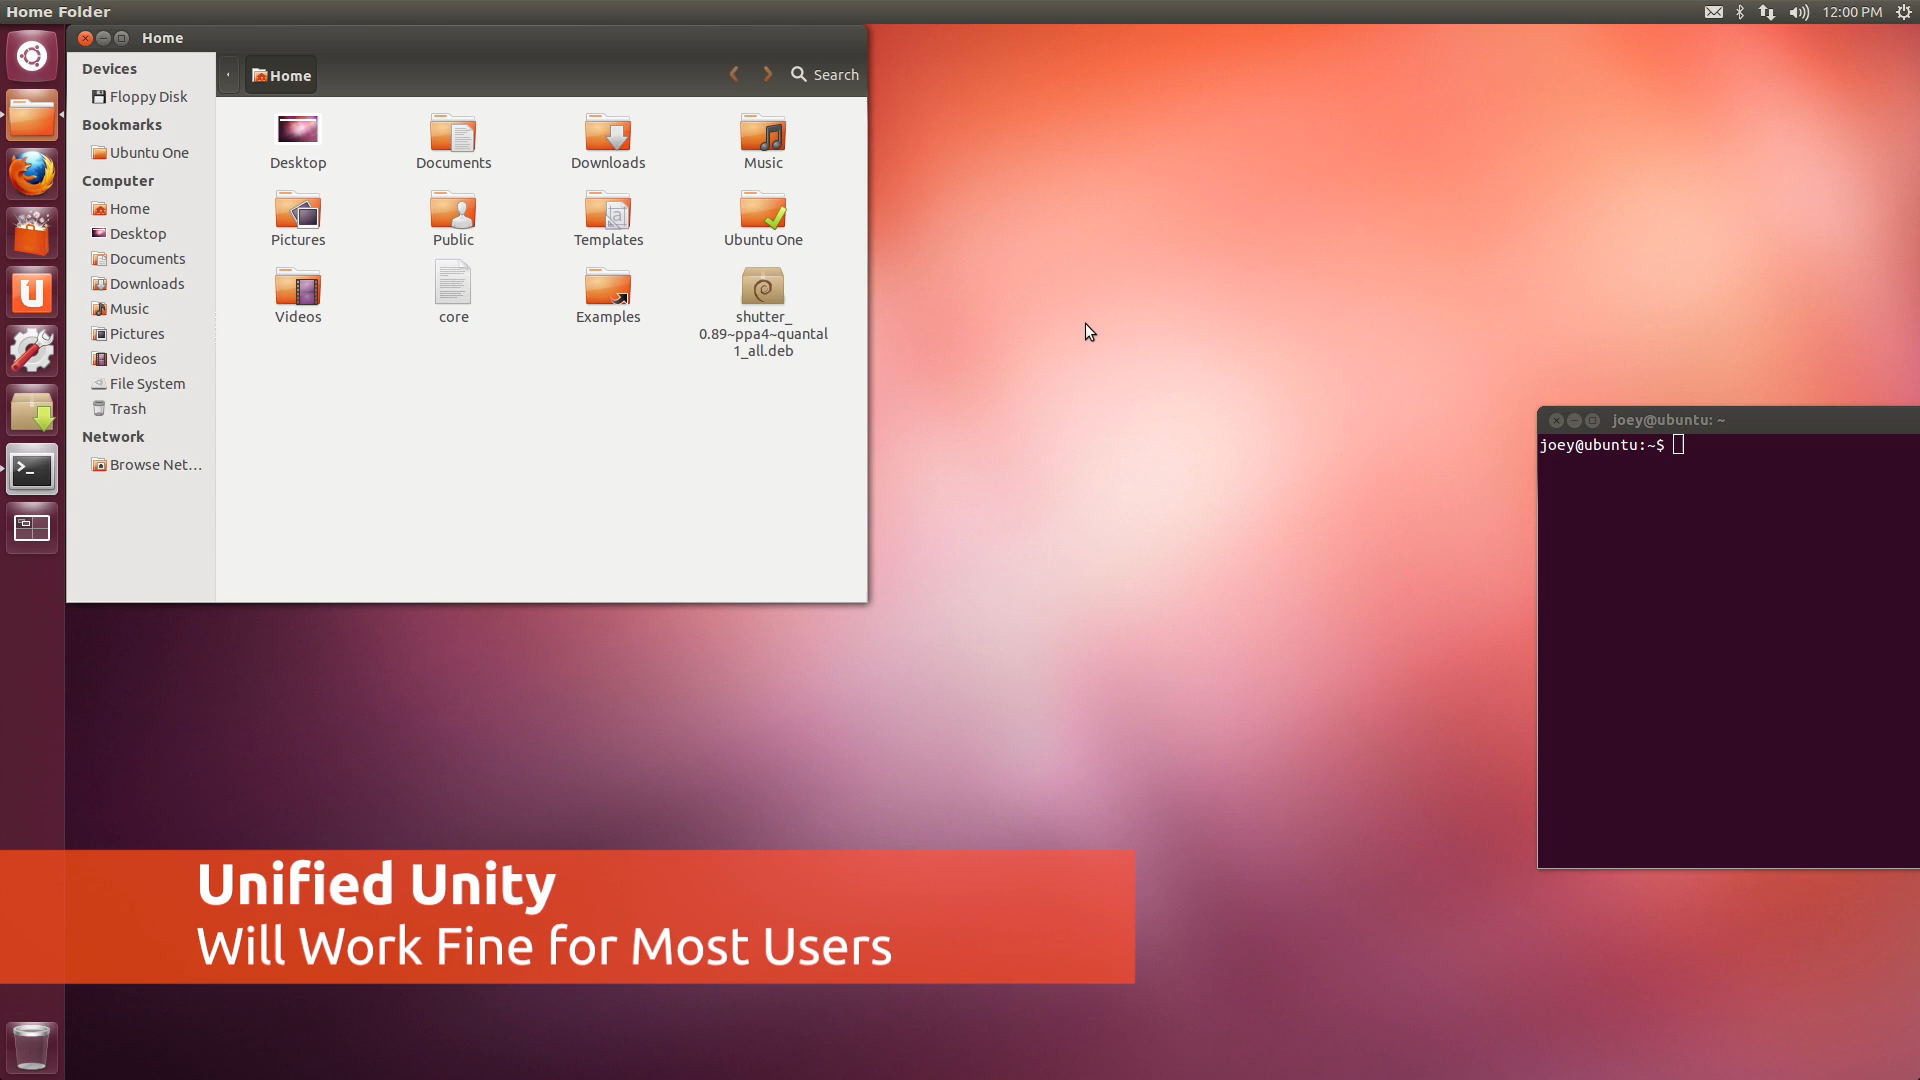 Home Folder
12:00 PM
Home
Devices
Floppy Disk
Bookmarks
Ubuntu One
Computer
Home
Desktop
Documents
Downloads
Music
Pictures
Videos
File System
Trash
Network
Browse Net...
Home
Search
Desktop
Documents
Downloads
Music
Pictures
Public
Templates
Ubuntu One
Videos
core
Examples
shutter_
0.89~ppa4~quantal
1_all.deb
joey@ubuntu: ~
joey@ubuntu:~$
Unified Unity
Will Work Fine for Most Users